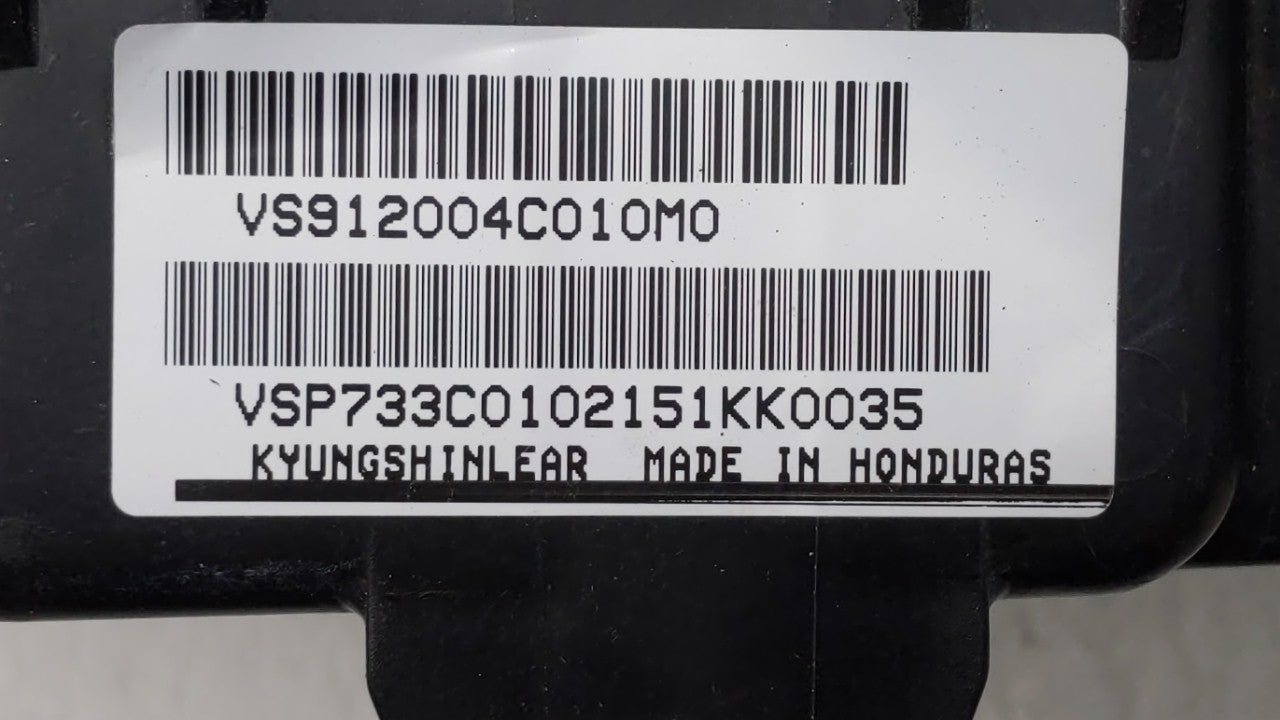 VS912004C010M0
VSP733C0102151KK0035
KYUNGSHINLEAR MADE IN HONDURAS